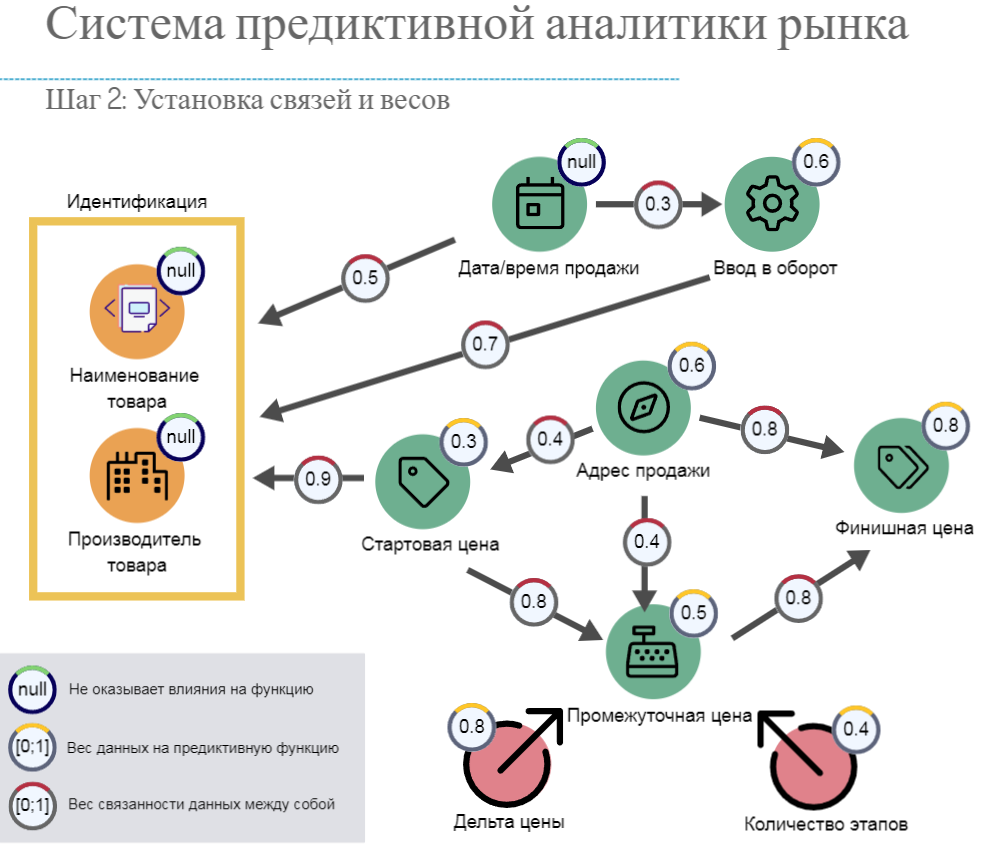 Система предиктивной аналитики рынка
Шаг 2: Установка связей и весов
null
0.6
Идентификация
0.3
Дата/время продажи
Ввод в оборот
null
0.5
0.7
Наименование
товара
0.6
null
0.3
0.4
0.8
0.8
Адрес продажи
0.9
Производитель
товара
Стартовая цена
Финишная цена
0.4
0.8
0.5
0.8
null
Не оказывает влияния на функцию
Промежуточная цена
0.8
0.4
[0;1]
Вес данных на предиктивную функцию
[0;1]
Вес связанности данных между собой
Дельта цены
Количество этапов